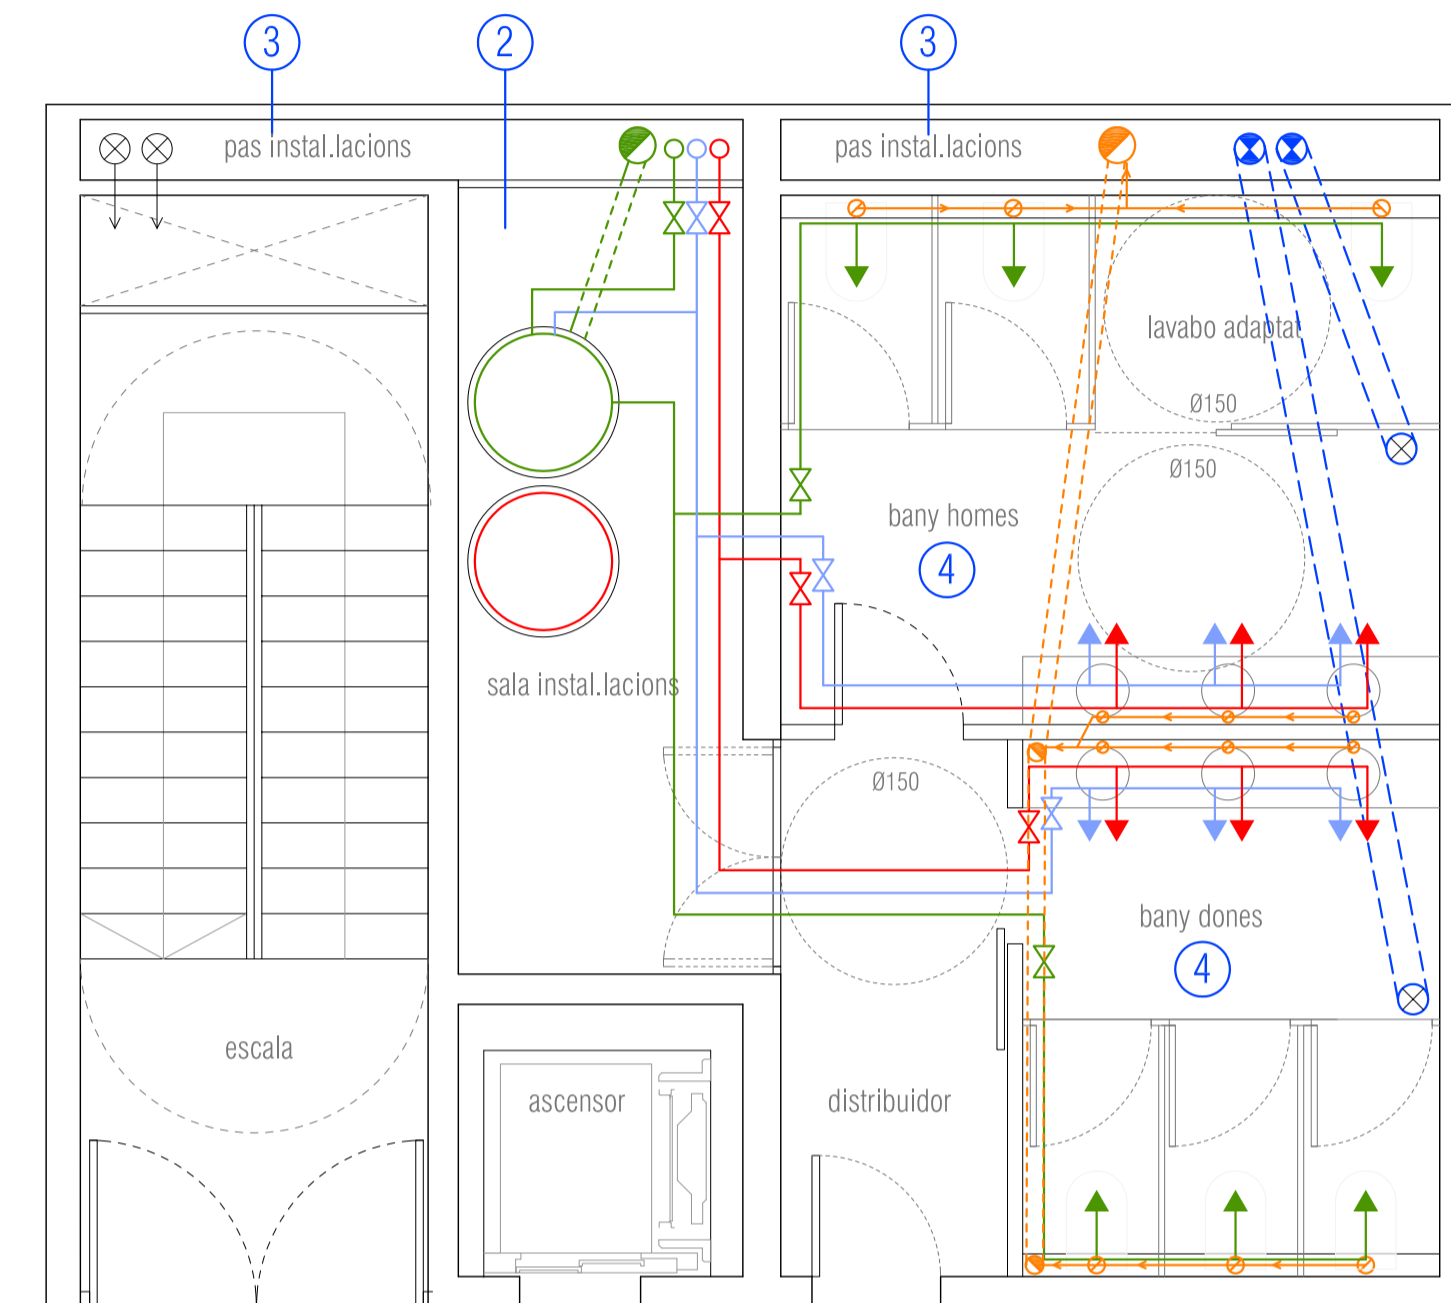 3
2
3
pas instal.lacions
pas instal.lacions
lavabo adaptat
Ø150
Ø150
bany homes
4
sala instal.lacions
Ø150
bany dones
4
escala
ascensor
distribuidor